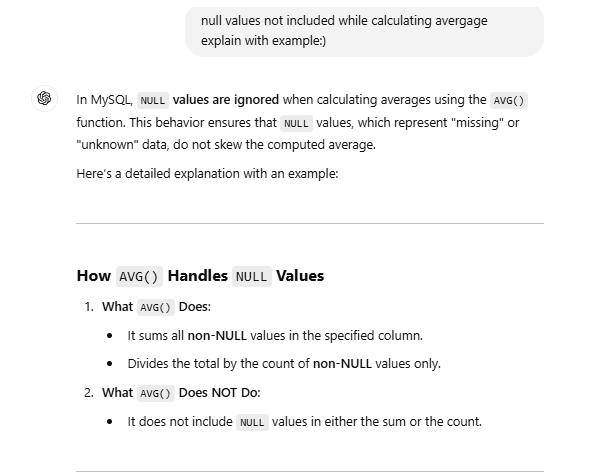 null values not included while calculating avergage
explain with example:)
In MySQL, NULL values are ignored when calculating averages using the AVG()
function. This behavior ensures that NULL values, which represent "missing" or
"unknown" data, do not skew the computed average.
Here's a detailed explanation with an example:
How AVG() Handles NULL Values
1. What AVG() Does:
• It sums all non-NULL values in the specified column.
• Divides the total by the count of non-NULL values only.
2. What AVG() Does NOT Do:
• It does not include NULL values in either the sum or the count.